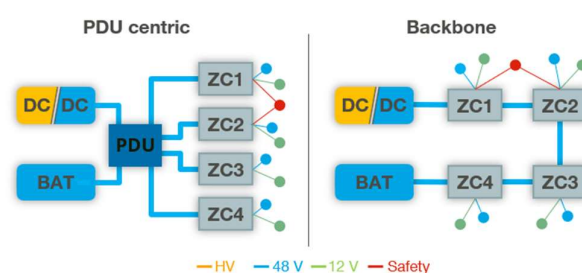 PDU centric
DC/DC
BAT
PDU
ZC1
ZC2
ZC3
ZC4
Backbone
DC/DC
ZC1
ZC2
BAT
ZC4
ZC3
HV
48 V
12 V
Safety